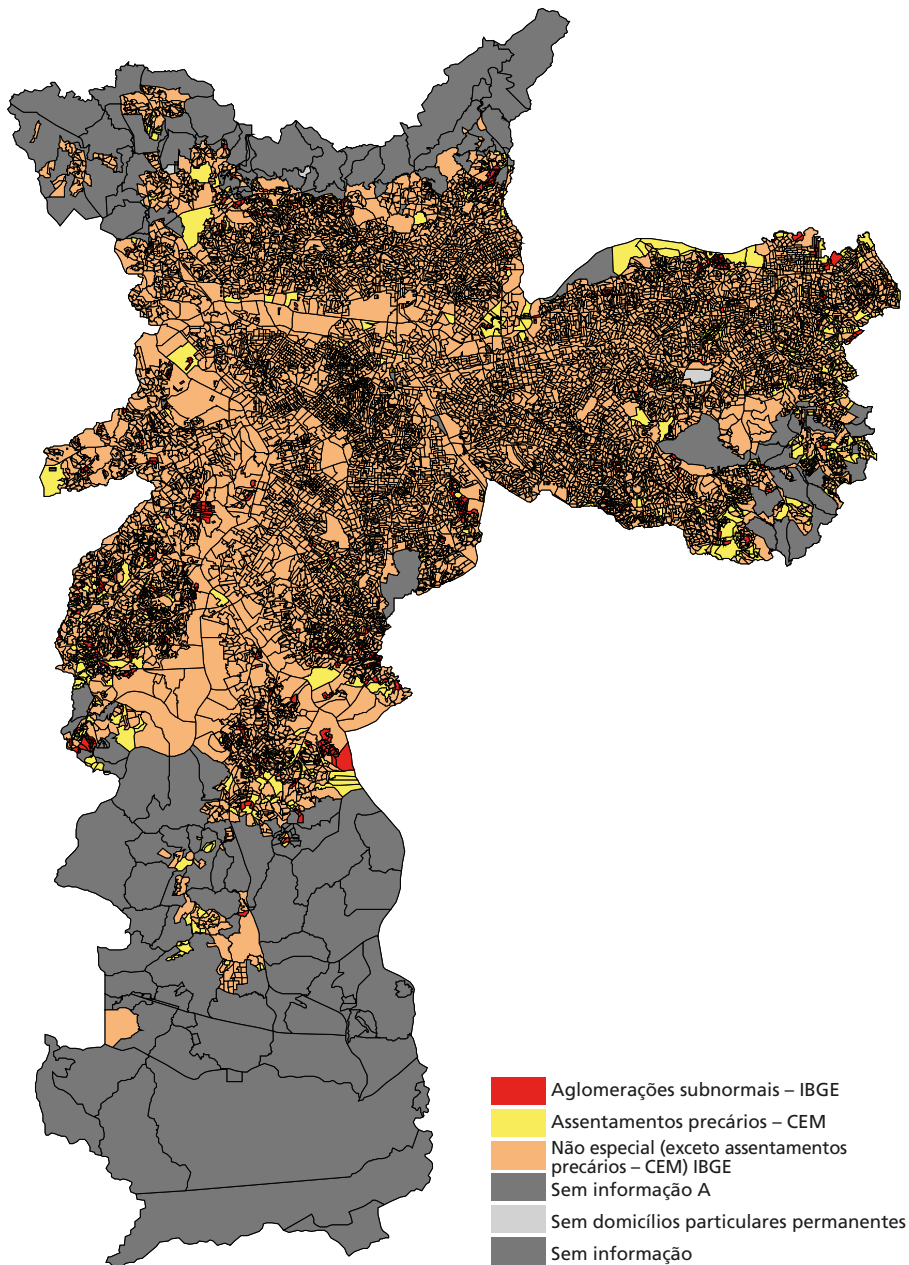 Aglomerações subnormais – IBGE
Assentamentos precários – CEM
Não especial (exceto assentamentos
precários – CEM) IBGE
Sem informação A
Sem domicílios particulares permanentes
Sem informação